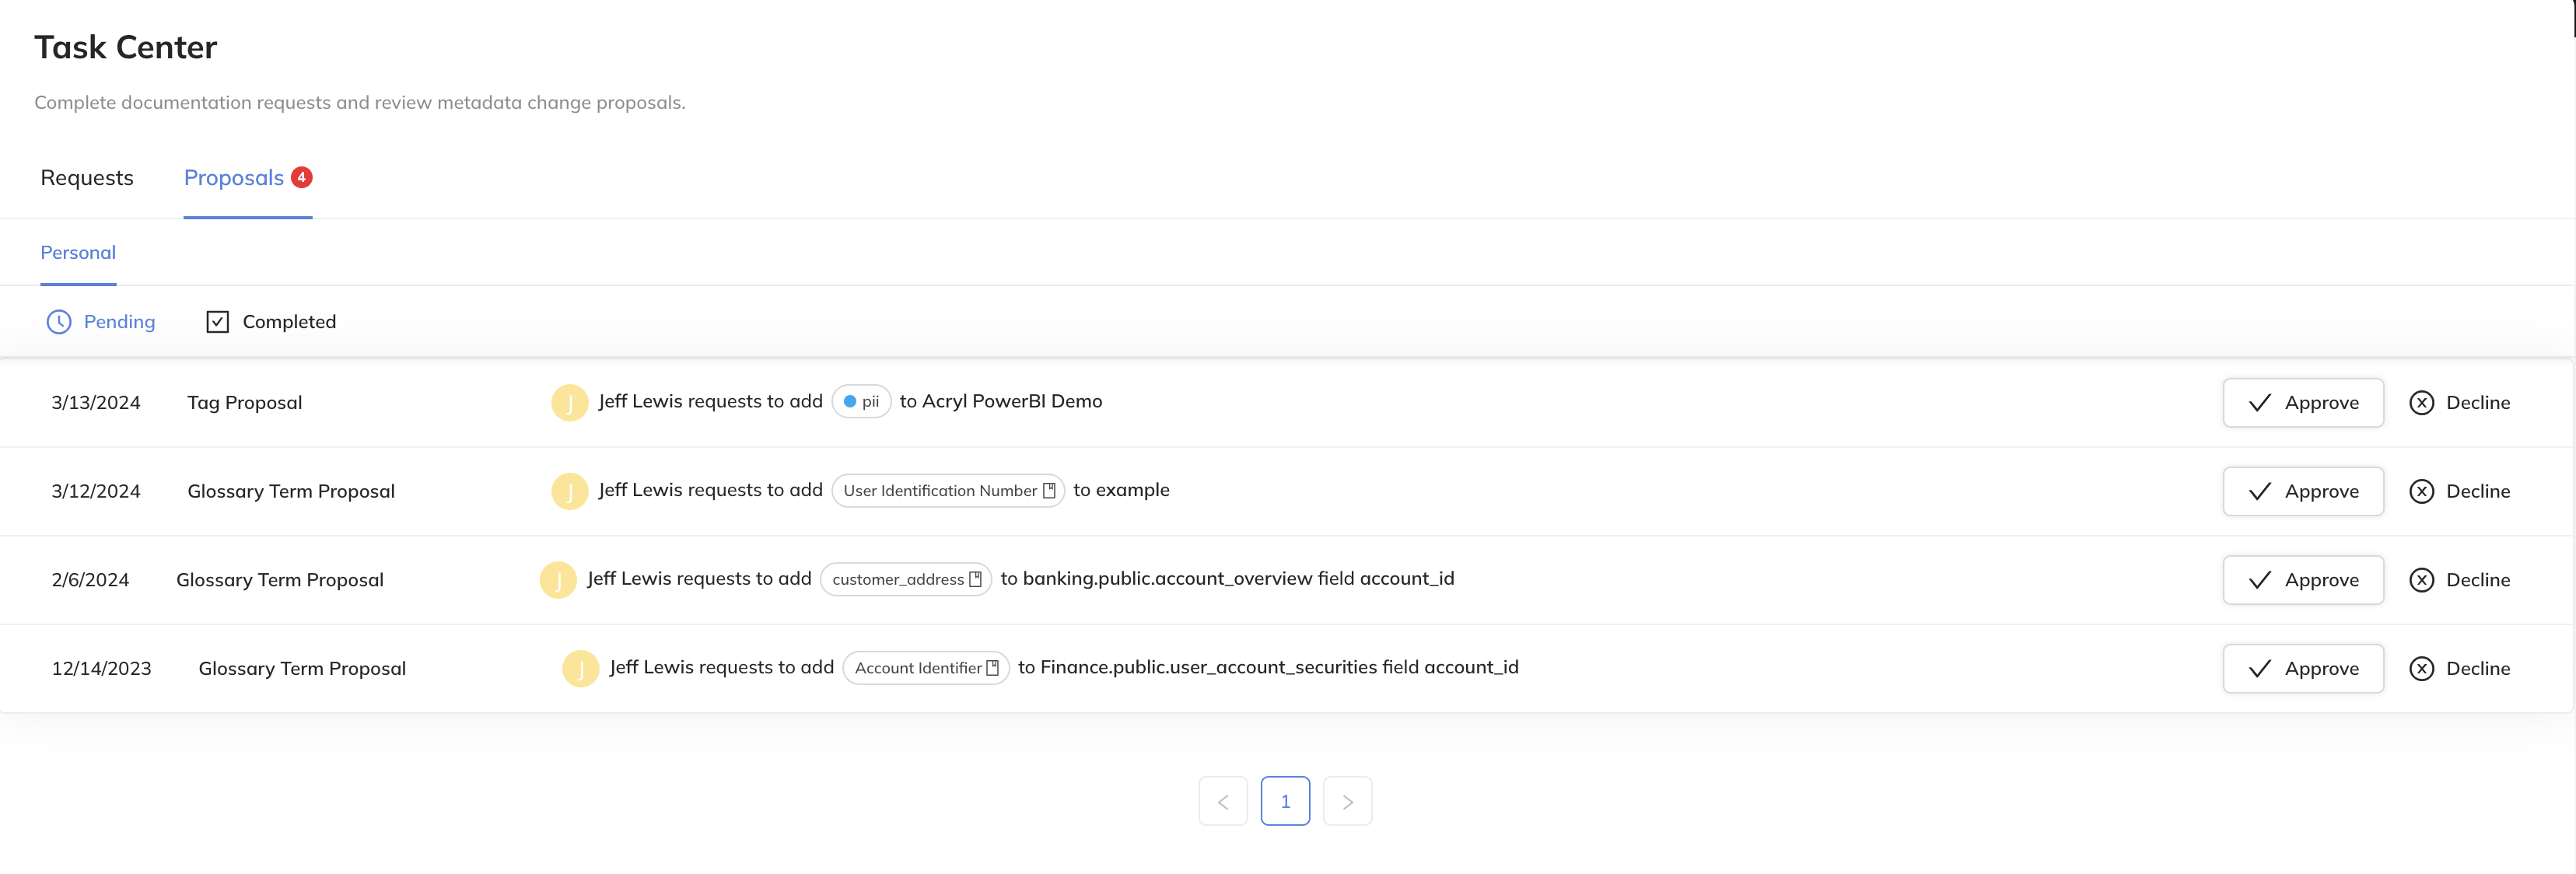 Task Center
Complete documentation requests and review metadata change proposals.
Requests Proposals 4
Personal
Pending Completed
3/13/2024 Tag Proposal J Jeff Lewis requests to add pii to Acryl PowerBI Demo Approve Decline
3/12/2024 Glossary Term Proposal J Jeff Lewis requests to add User Identification Number to example Approve Decline
2/6/2024 Glossary Term Proposal J Jeff Lewis requests to add customer_address to banking.public.account_overview field account_id Approve Decline
12/14/2023 Glossary Term Proposal J Jeff Lewis requests to add Account Identifier to Finance.public.user_account_securities field account_id Approve Decline
< 1 >